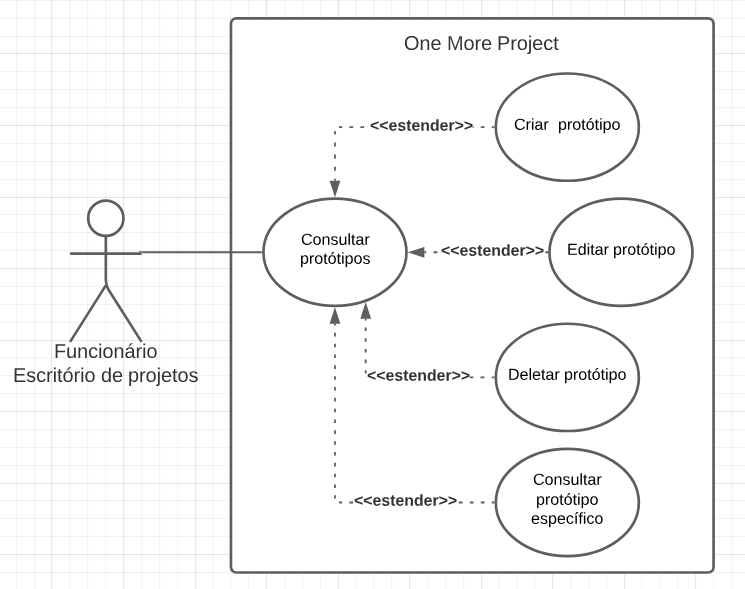 One More Project
<<estender>>
Criar protótipo
Consultar
protótipos
<<estender>>
Editar protótipo
Funcionário
Escritório de projetos
<<estender>>
Deletar protótipo
<<estender>>
Consultar
protótipo
específico